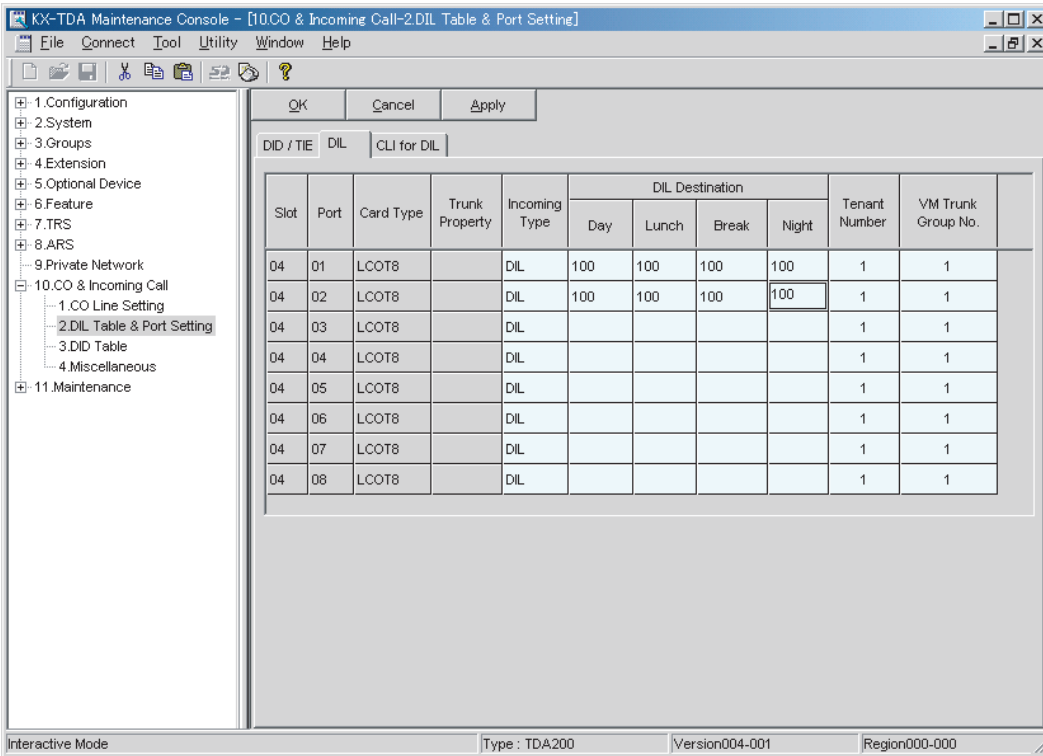 KX-TDA Maintenance Console - [10.CO & Incoming Call-2.DIL Table & Port Setting]
File Connect Tool Utility Window Help
1.Configuration
2.System
3.Groups
4.Extension
5.Optional Device
6.Feature
7.TRS
8.ARS
9.Private Network
10.CO & Incoming Call
1.CO Line Setting
2.DIL Table & Port Setting
3.DID Table
4.Miscellaneous
11.Maintenance
OK Cancel Apply
DID / TIE DIL CLI for DIL
Slot Port Card Type Trunk Property Incoming Type DIL Destination Tenant Number VM Trunk Group No.
Day Lunch Break Night
04 01 LCOT8 DIL 100 100 100 100 1 1
04 02 LCOT8 DIL 100 100 100 100 1 1
04 03 LCOT8 DIL 1 1
04 04 LCOT8 DIL 1 1
04 05 LCOT8 DIL 1 1
04 06 LCOT8 DIL 1 1
04 07 LCOT8 DIL 1 1
04 08 LCOT8 DIL 1 1
Interactive Mode Type : TDA200 Version004-001 Region000-000